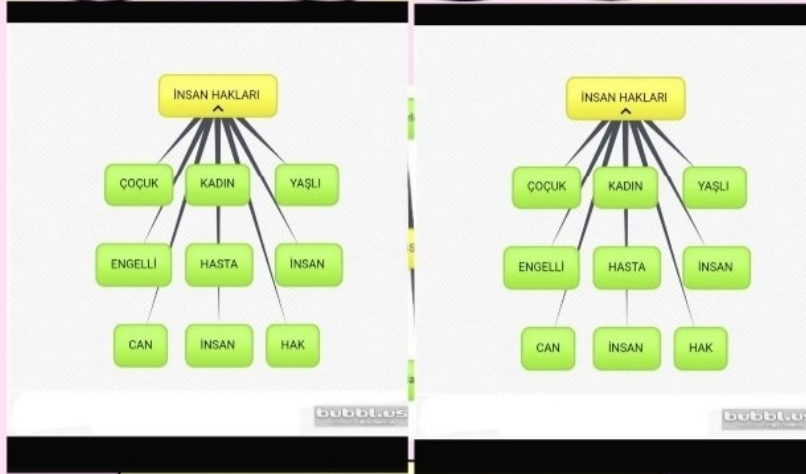 İNSAN HAKLARI
ÇOÇUK KADIN YAŞLI
ENGELLİ HASTA İNSAN
CAN İNSAN HAK
bubbl.us
İNSAN HAKLARI
ÇOÇUK KADIN YAŞLI
ENGELLİ HASTA İNSAN
CAN İNSAN HAK
bubbl.u